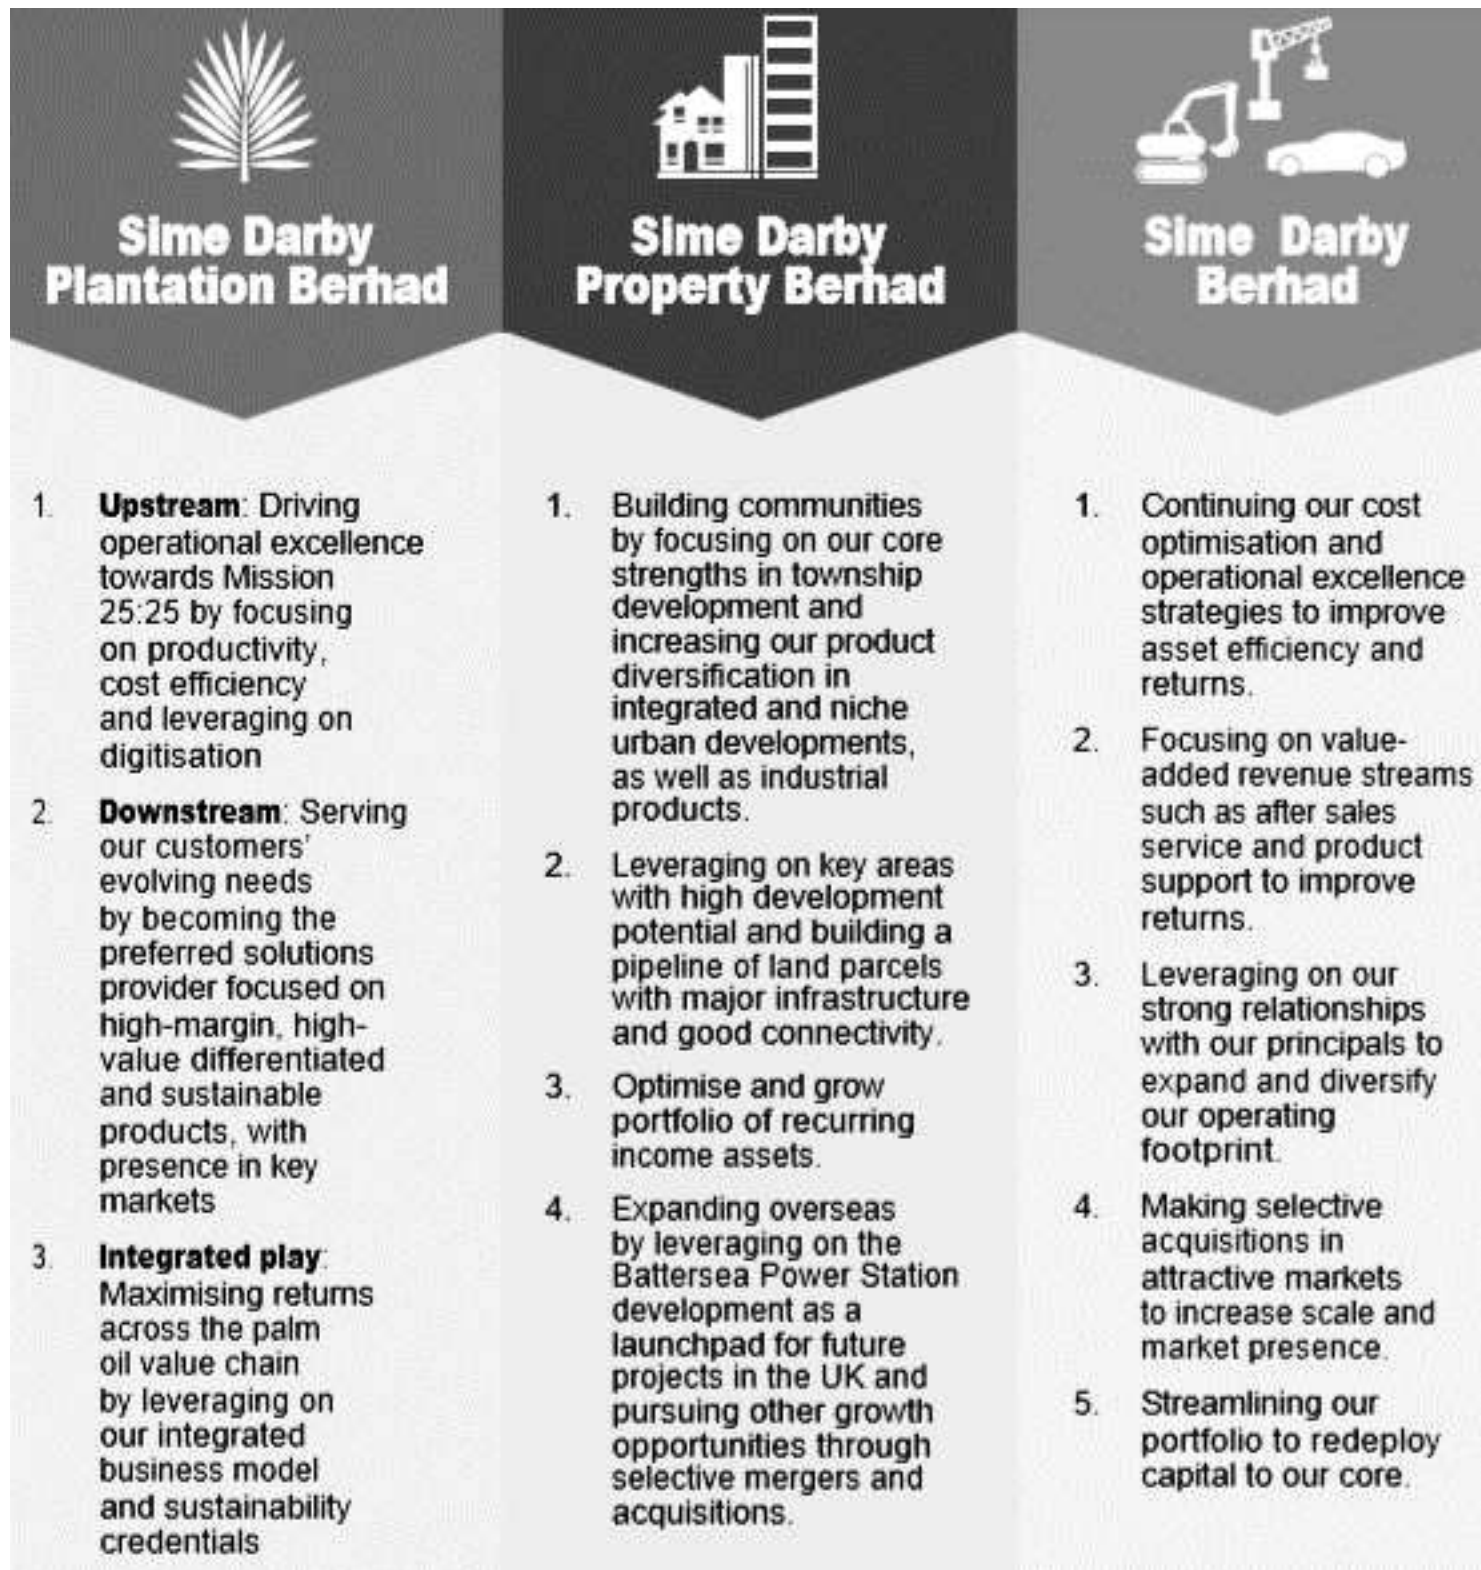 Sime Darby
Plantation Berhad
1. Upstream: Driving
operational excellence
towards Mission
25:25 by focusing
on productivity,
cost efficiency
and leveraging on
digitisation
2. Downstream: Serving
our customers'
evolving needs
by becoming the
preferred solutions
provider focused on
high-margin, high-
value differentiated
and sustainable
products, with
presence in key
markets
3. Integrated play:
Maximising returns
across the palm
oil value chain
by leveraging on
our integrated
business model
and sustainability
credentials
Sime Darby
Property Berhad
1. Building communities
by focusing on our core
strengths in township
development and
increasing our product
diversification in
integrated and niche
urban developments,
as well as industrial
products.
2. Leveraging on key areas
with high development
potential and building a
pipeline of land parcels
with major infrastructure
and good connectivity.
3. Optimise and grow
portfolio of recurring
income assets.
4. Expanding overseas
by leveraging on the
Battersea Power Station
development as a
launchpad for future
projects in the UK and
pursuing other growth
opportunities through
selective mergers and
acquisitions.
Sime Darby
Berhad
1. Continuing our cost
optimisation and
operational excellence
strategies to improve
asset efficiency and
returns.
2. Focusing on value-
added revenue streams
such as after sales
service and product
support to improve
returns.
3. Leveraging on our
strong relationships
with our principals to
expand and diversify
our operating
footprint.
4. Making selective
acquisitions in
attractive markets
to increase scale and
market presence.
5. Streamlining our
portfolio to redeploy
capital to our core.